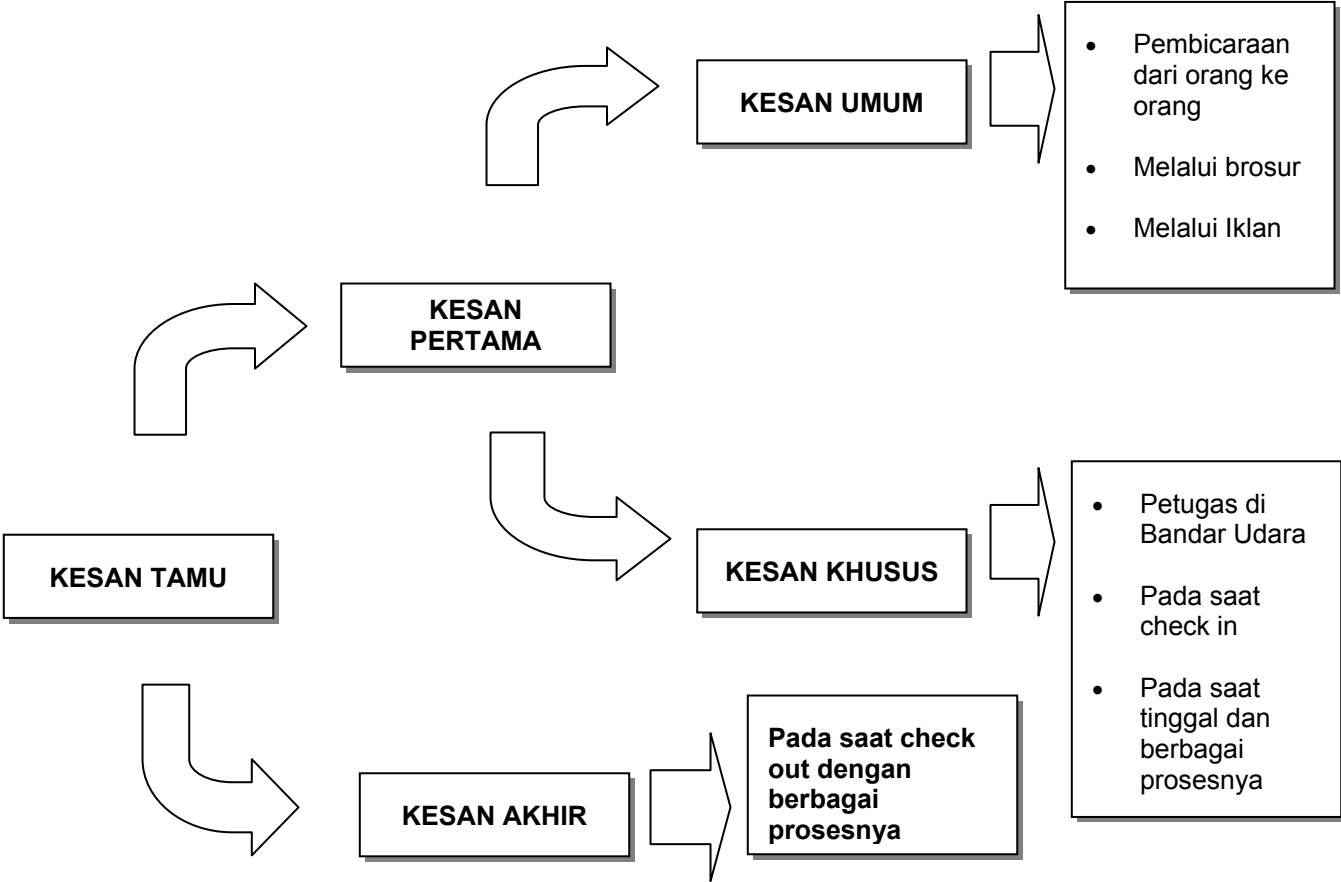 KESAN UMUM
• Pembicaraan
dari orang ke
orang
• Melalui brosur
• Melalui Iklan
KESAN
PERTAMA
KESAN TAMU
KESAN KHUSUS
• Petugas di
Bandar Udara
• Pada saat
check in
• Pada saat
tinggal dan
berbagai
prosesnya
KESAN AKHIR
Pada saat check
out dengan
berbagai
prosesnya